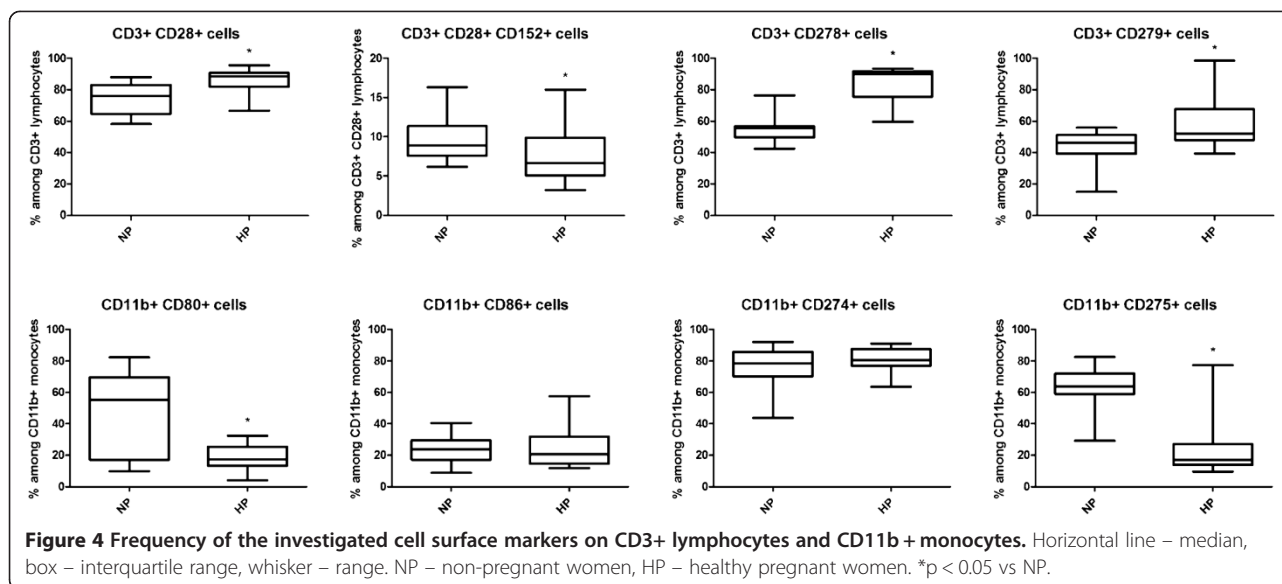 CD3+ CD28+ cells
% among CD3+ lymphocytes
100
80
60
40
20
0
*
NP
HP
CD3+ CD28+ CD152+ cells
% among CD3+ CD28+ lymphocytes
20
15
10
5
0
*
NP
HP
CD3+ CD278+ cells
% among CD3+ lymphocytes
100
80
60
40
20
0
*
NP
HP
CD3+ CD279+ cells
% among CD3+ lymphocytes
100
80
60
40
20
0
*
NP
HP
CD11b+ CD80+ cells
% among CD11b+ monocytes
100
80
60
40
20
0
*
NP
HP
CD11b+ CD86+ cells
% among CD11b+ monocytes
100
80
60
40
20
0
NP
HP
CD11b+ CD274+ cells
% among CD11b+ monocytes
100
80
60
40
20
0
NP
HP
CD11b+ CD275+ cells
% among CD11b+ monocytes
100
80
60
40
20
0
*
NP
HP
Figure 4 Frequency of the investigated cell surface markers on CD3+ lymphocytes and CD11b + monocytes. Horizontal line – median,
box – interquartile range, whisker – range. NP – non-pregnant women, HP – healthy pregnant women. *p < 0.05 vs NP.